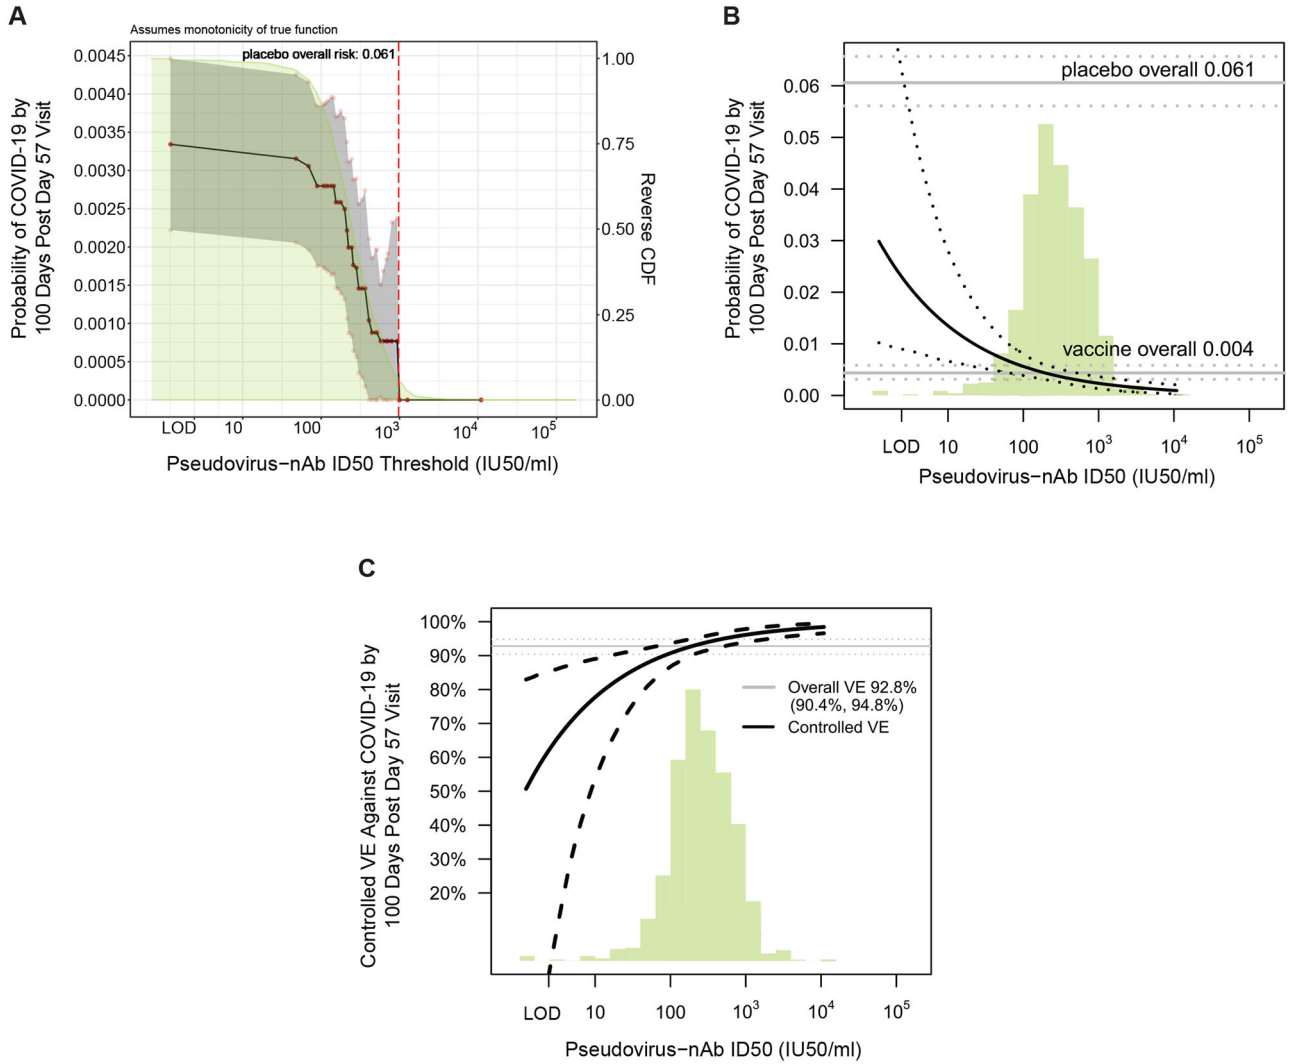 A
Assumes monotonicity of true function
placebo overall risk: 0.061
0.0045
0.0040
0.0035
0.0030
0.0025
0.0020
0.0015
0.0010
0.0005
0.0000
Probability of COVID-19 by
100 Days Post Day 57 Visit
1.00
0.75
0.50
0.25
0.00
Reverse CDF
LOD 10 100 10³ 10⁴ 10⁵
Pseudovirus−nAb ID50 Threshold (IU50/ml)
B
placebo overall 0.061
vaccine overall 0.004
0.06
0.05
0.04
0.03
0.02
0.01
0.00
Probability of COVID-19 by
100 Days Post Day 57 Visit
LOD 10 100 10³ 10⁴ 10⁵
Pseudovirus−nAb ID50 (IU50/ml)
C
100%
90%
80%
70%
60%
50%
40%
30%
20%
Controlled VE Against COVID-19 by
100 Days Post Day 57 Visit
Overall VE 92.8%
(90.4%, 94.8%)
Controlled VE
LOD 10 100 10³ 10⁴ 10⁵
Pseudovirus−nAb ID50 (IU50/ml)